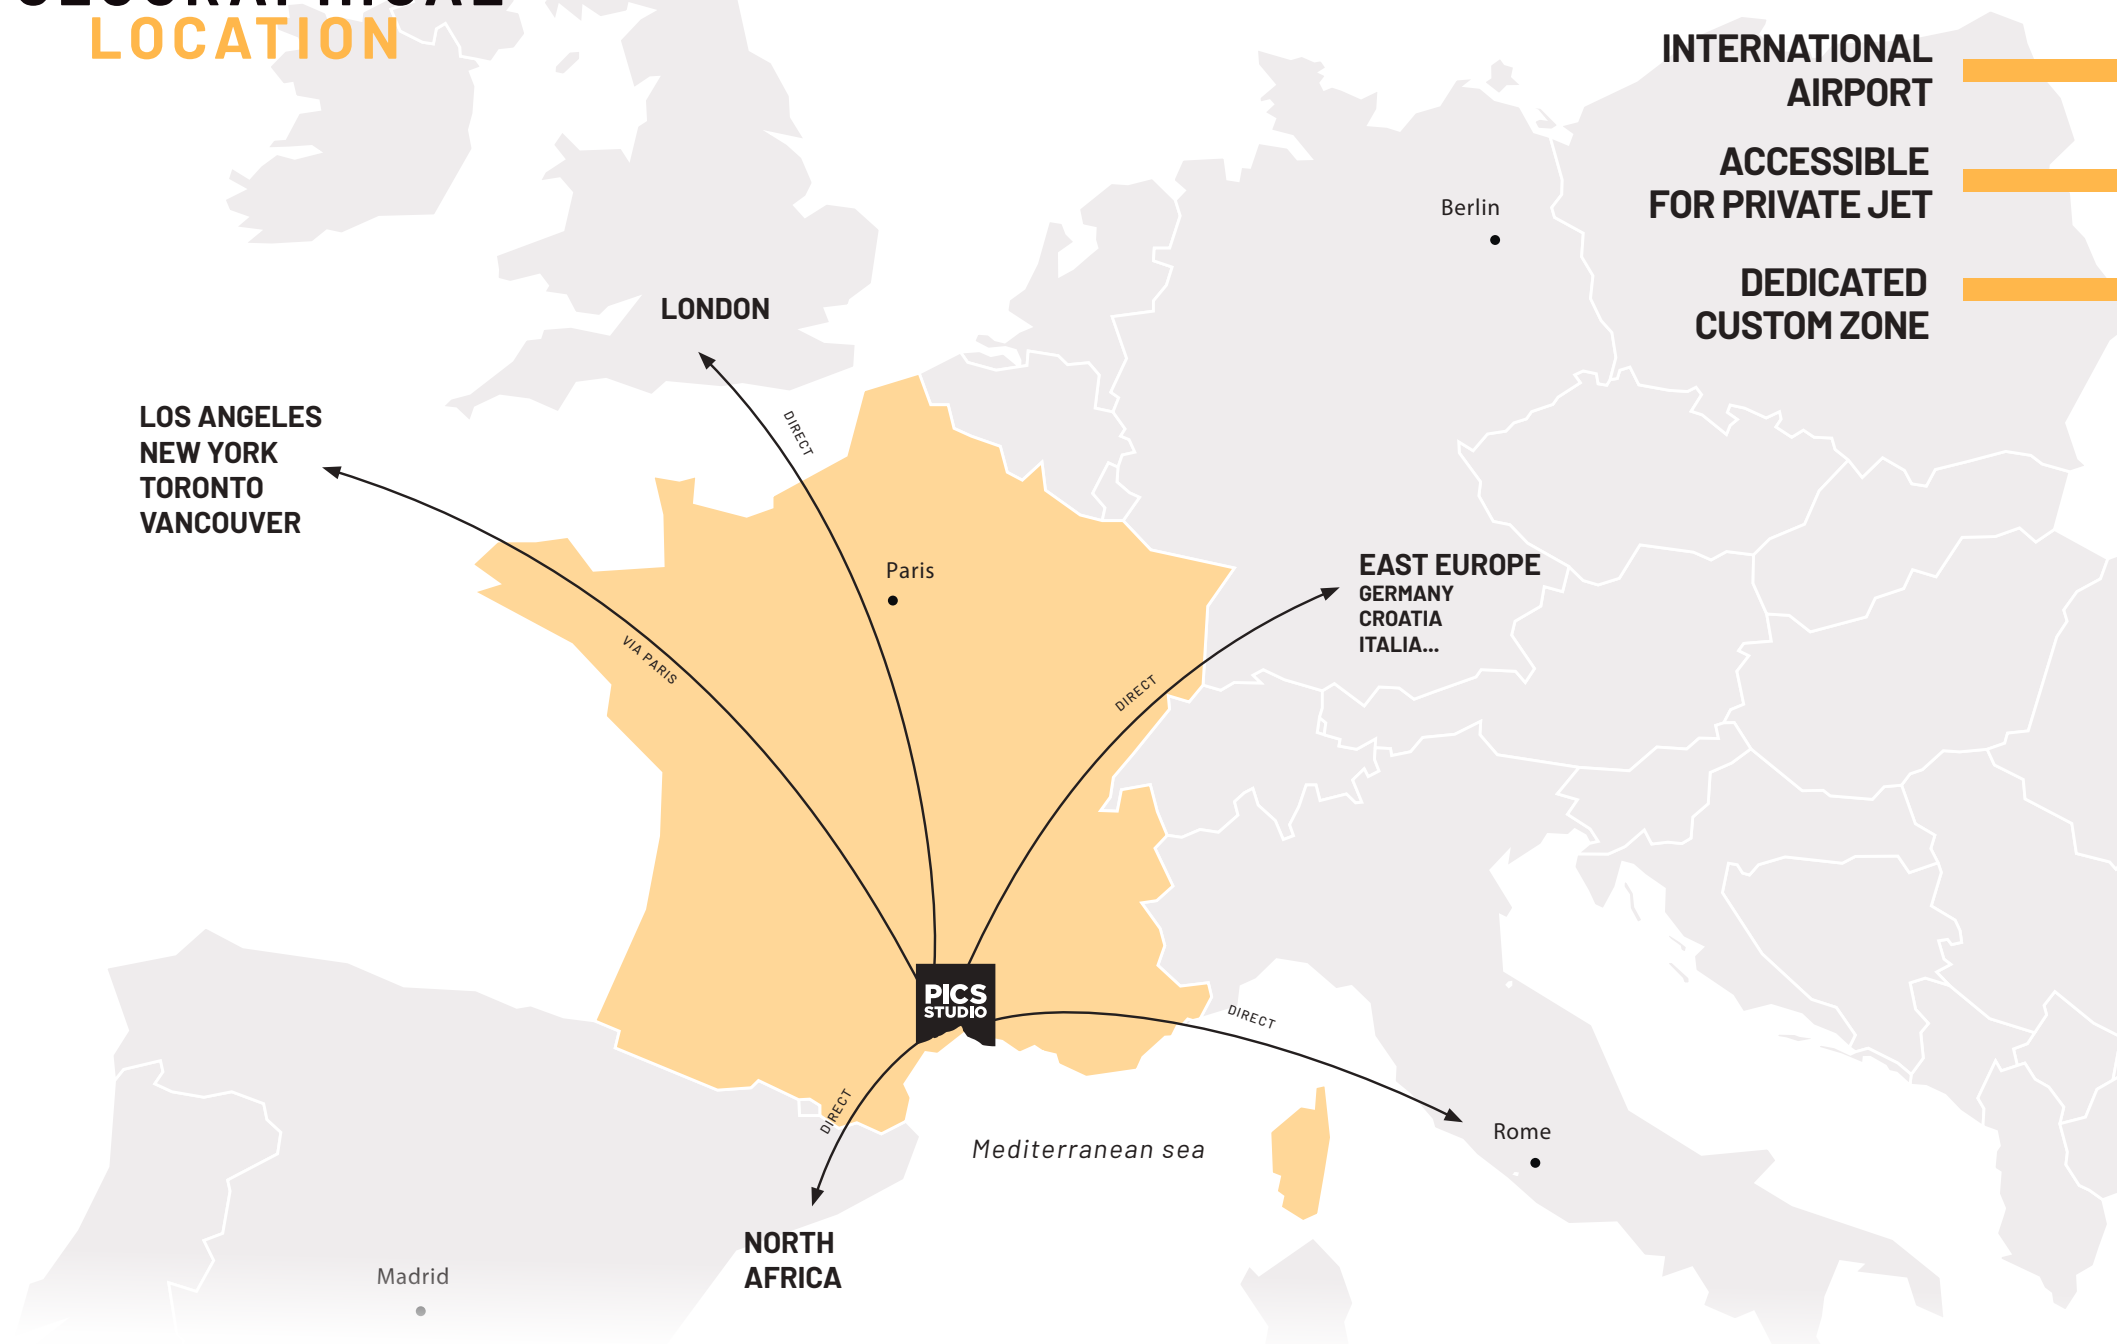 GEOGRAPHICAL
LOCATION
INTERNATIONAL
AIRPORT
ACCESSIBLE
FOR PRIVATE JET
DEDICATED
CUSTOM ZONE
Berlin
LONDON
DIRECT
LOS ANGELES
NEW YORK
TORONTO
VANCOUVER
VIA PARIS
Paris
EAST EUROPE
GERMANY
CROATIA
ITALIA...
DIRECT
PICS
STUDIO
DIRECT
Rome
DIRECT
Mediterranean sea
NORTH
AFRICA
Madrid